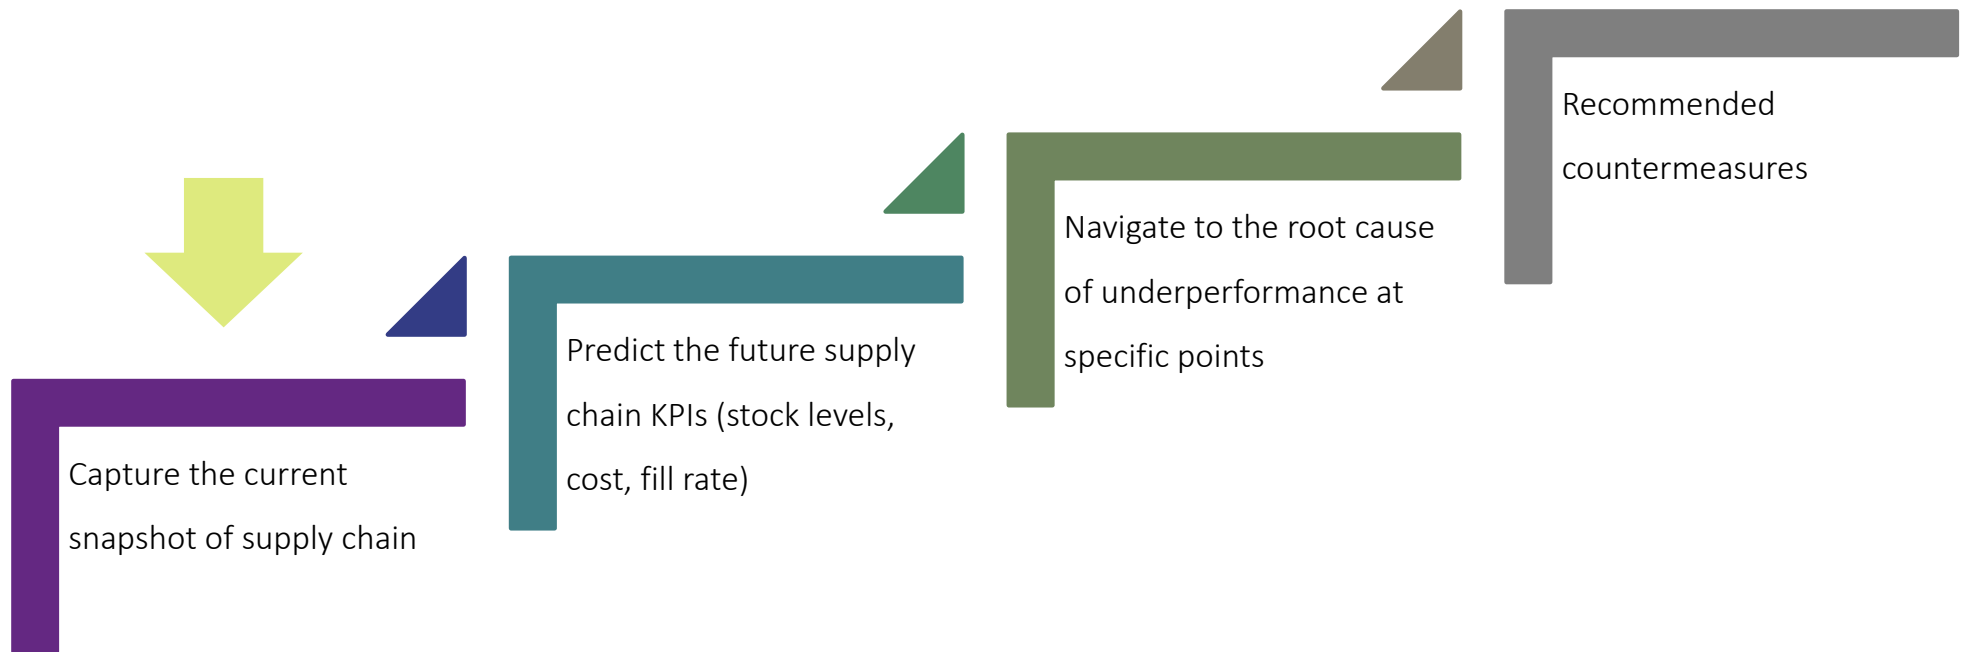 Capture the current
snapshot of supply chain
Predict the future supply
chain KPIs (stock levels,
cost, fill rate)
Navigate to the root cause
of underperformance at
specific points
Recommended
countermeasures